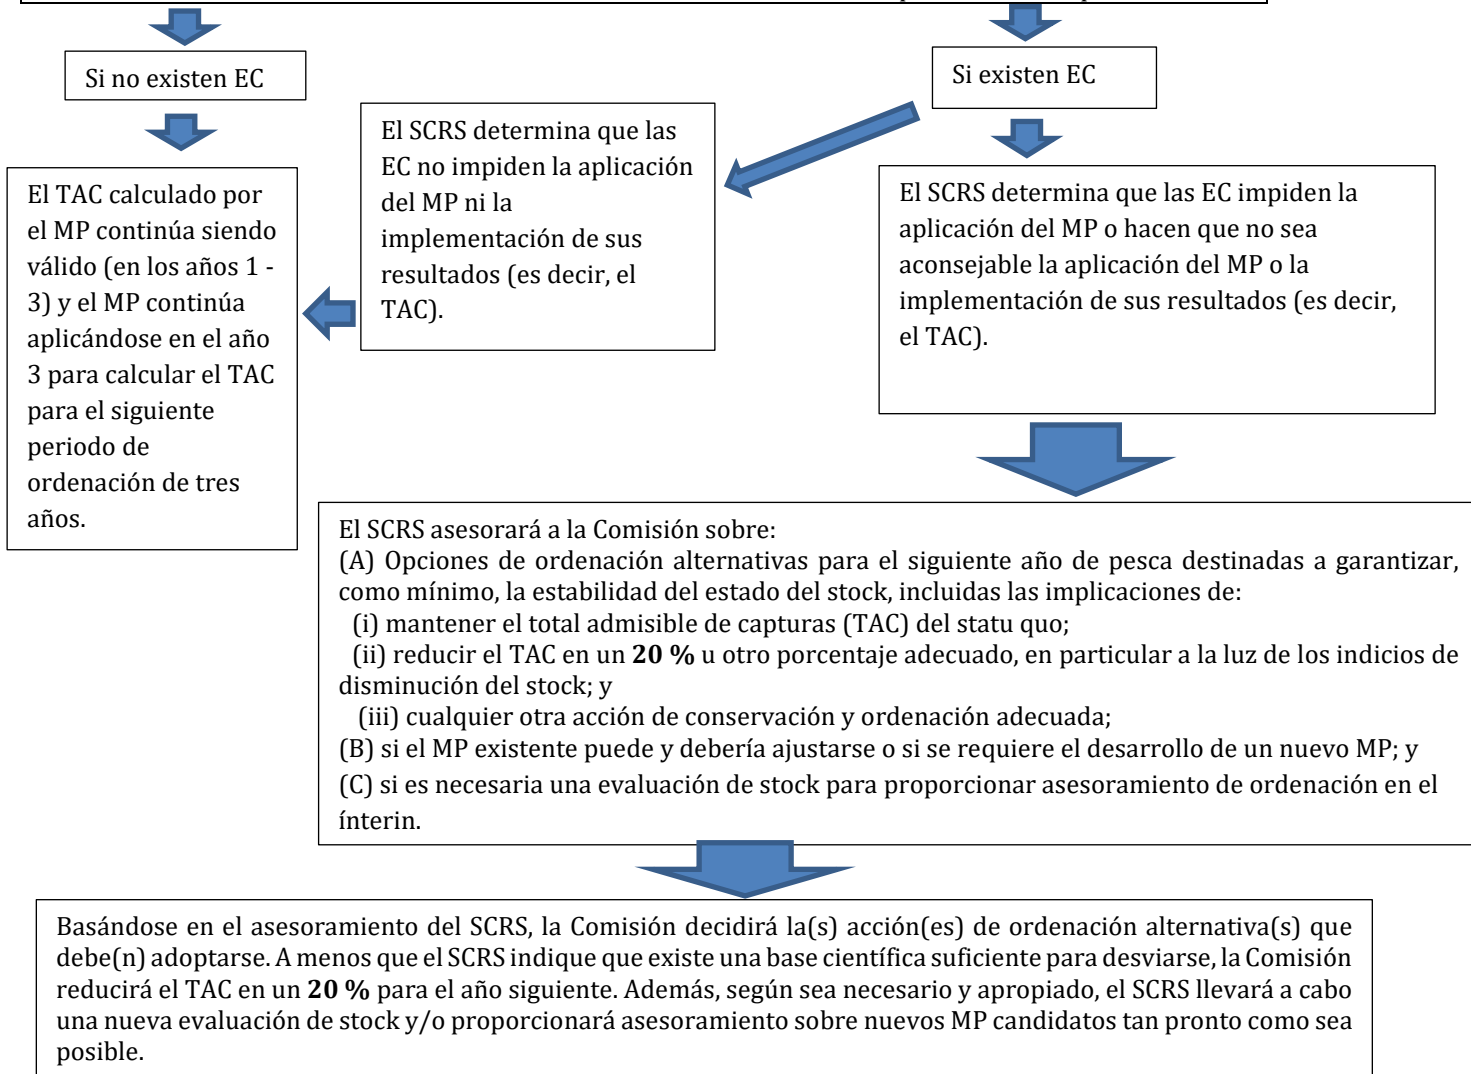 Si no existen EC
Si existen EC
El SCRS determina que las
EC no impiden la aplicación
del MP ni la
implementación de sus
resultados (es decir, el
TAC).
El SCRS determina que las EC impiden la
aplicación del MP o hacen que no sea
aconsejable la aplicación del MP o la
implementación de sus resultados (es decir,
el TAC).
El TAC calculado por
el MP continúa siendo
válido (en los años 1 -
3) y el MP continúa
aplicándose en el año
3 para calcular el TAC
para el siguiente
periodo de
ordenación de tres
años.
El SCRS asesorará a la Comisión sobre:
(A) Opciones de ordenación alternativas para el siguiente año de pesca destinadas a garantizar,
como mínimo, la estabilidad del estado del stock, incluidas las implicaciones de:
(i) mantener el total admisible de capturas (TAC) del statu quo;
(ii) reducir el TAC en un 20 % u otro porcentaje adecuado, en particular a la luz de los indicios de
disminución del stock; y
(iii) cualquier otra acción de conservación y ordenación adecuada;
(B) si el MP existente puede y debería ajustarse o si se requiere el desarrollo de un nuevo MP; y
(C) si es necesaria una evaluación de stock para proporcionar asesoramiento de ordenación en el
ínterin.
Basándose en el asesoramiento del SCRS, la Comisión decidirá la(s) acción(es) de ordenación alternativa(s) que
debe(n) adoptarse. A menos que el SCRS indique que existe una base científica suficiente para desviarse, la Comisión
reducirá el TAC en un 20 % para el año siguiente. Además, según sea necesario y apropiado, el SCRS llevará a cabo
una nueva evaluación de stock y/o proporcionará asesoramiento sobre nuevos MP candidatos tan pronto como sea
posible.